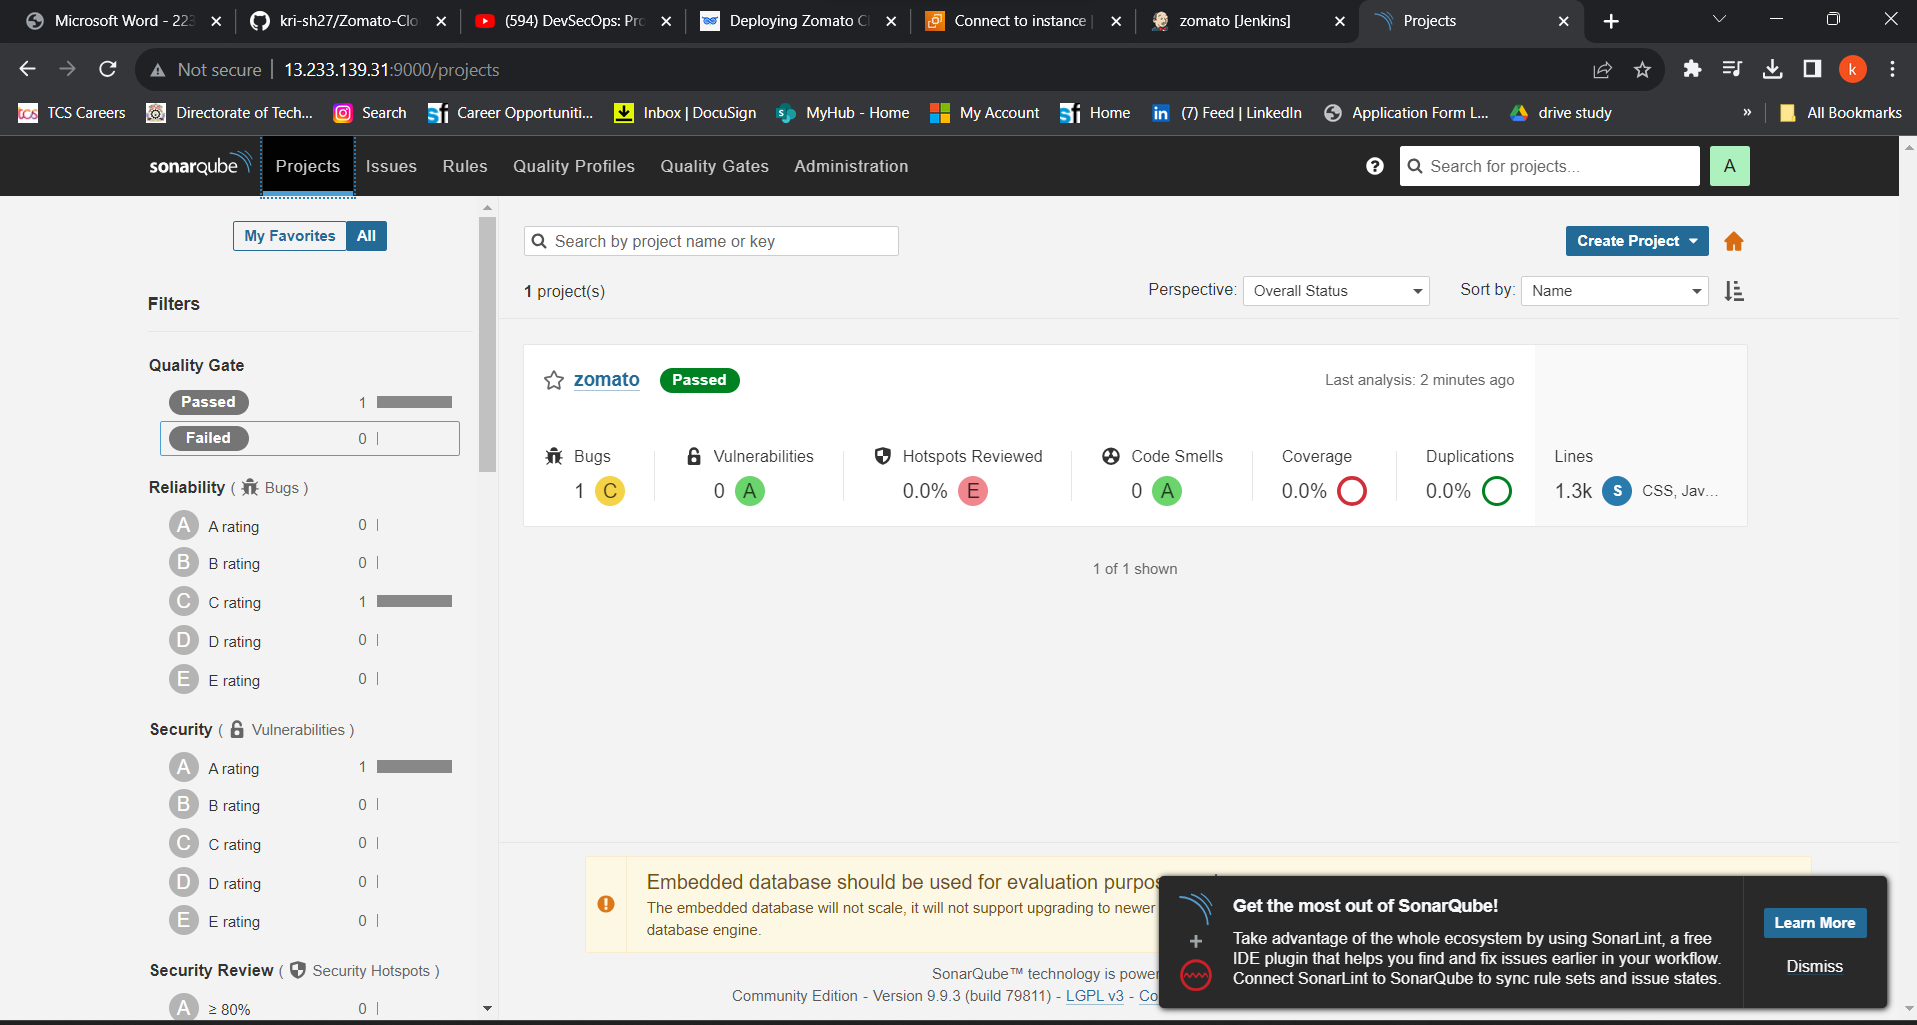 Microsoft Word - 223
kri-sh27/Zomato-Clo
(594) DevSecOps: Pro
Deploying Zomato Cl
Connect to instance
zomato [Jenkins]
Projects
Not secure
13.233.139.31:9000/projects
k
tcs TCS Careers
Directorate of Tech...
Search
Career Opportuniti...
Inbox | DocuSign
MyHub - Home
My Account
Home
(7) Feed | LinkedIn
Application Form L...
drive study
»
All Bookmarks
sonarqube
Projects
Issues
Rules
Quality Profiles
Quality Gates
Administration
?
Search for projects...
A
My Favorites All
Filters
Quality Gate
Passed 1
Failed 0
Reliability ( Bugs )
A A rating 0
B B rating 0
C C rating 1
D D rating 0
E E rating 0
Security ( Vulnerabilities )
A A rating 1
B B rating 0
C C rating 0
D D rating 0
E E rating 0
Security Review ( Security Hotspots )
A ≥ 80% 0
Search by project name or key
Create Project
1 project(s)
Perspective: Overall Status
Sort by: Name
zomato Passed
Last analysis: 2 minutes ago
Bugs
1 C
Vulnerabilities
0 A
Hotspots Reviewed
0.0% E
Code Smells
0 A
Coverage
0.0%
Duplications
0.0%
Lines
1.3k S CSS, Jav...
1 of 1 shown
Embedded database should be used for evaluation purpos
The embedded database will not scale, it will not support upgrading to newer
database engine.
SonarQube™ technology is power
Community Edition - Version 9.9.3 (build 79811) - LGPL v3 - Co
Get the most out of SonarQube!
Take advantage of the whole ecosystem by using SonarLint, a free
IDE plugin that helps you find and fix issues earlier in your workflow.
Connect SonarLint to SonarQube to sync rule sets and issue states.
Learn More
Dismiss